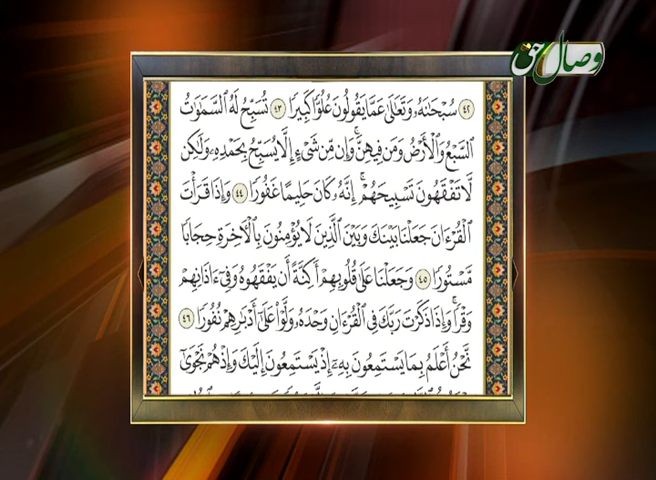 وصال حق
٤٢ سُبْحَٰنَهُۥ وَتَعَٰلَىٰ عَمَّا يَقُولُونَ عُلُوًّا كَبِيرًا ٤٣ تُسَبِّحُ لَهُ ٱلسَّمَٰوَٰتُ
ٱلسَّبْعُ وَٱلْأَرْضُ وَمَن فِيهِنَّ ۚ وَإِن مِّن شَىْءٍ إِلَّا يُسَبِّحُ بِحَمْدِهِۦ وَلَٰكِن
لَّا تَفْقَهُونَ تَسْبِيحَهُمْ ۗ إِنَّهُۥ كَانَ حَلِيمًا غَفُورًا ٤٤ وَإِذَا قَرَأْتَ
ٱلْقُرْءَانَ جَعَلْنَا بَيْنَكَ وَبَيْنَ ٱلَّذِينَ لَا يُؤْمِنُونَ بِٱلْءَاخِرَةِ حِجَابًا
مَّسْتُورًا ٤٥ وَجَعَلْنَا عَلَىٰ قُلُوبِهِمْ أَكِنَّةً أَن يَفْقَهُوهُ وَفِىٓ ءَاذَانِهِمْ
وَقْرًا ۚ وَإِذَا ذَكَرْتَ رَبَّكَ فِى ٱلْقُرْءَانِ وَحْدَهُۥ وَلَّوْا۟ عَلَىٰٓ أَدْبَٰرِهِمْ نُفُورًا ٤٦
نَّحْنُ أَعْلَمُ بِمَا يَسْتَمِعُونَ بِهِۦٓ إِذْ يَسْتَمِعُونَ إِلَيْكَ وَإِذْ هُمْ نَجْوَىٰٓ